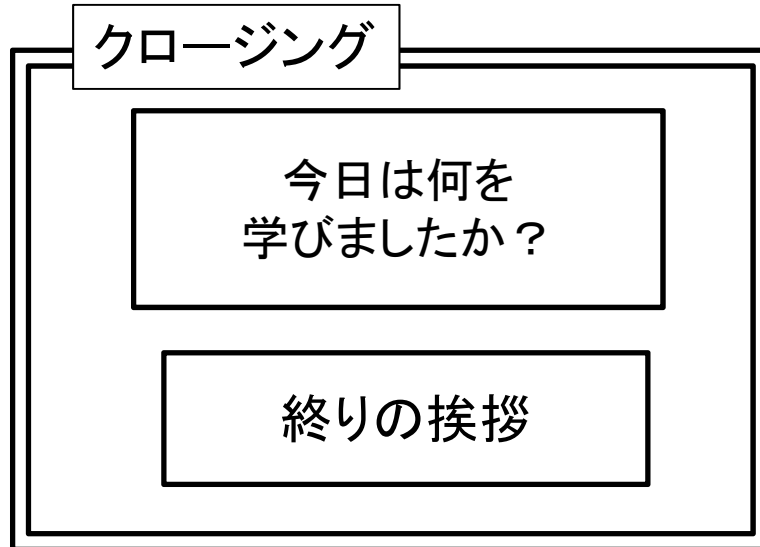 クロージング
今日は何を
学びましたか？
終りの挨拶